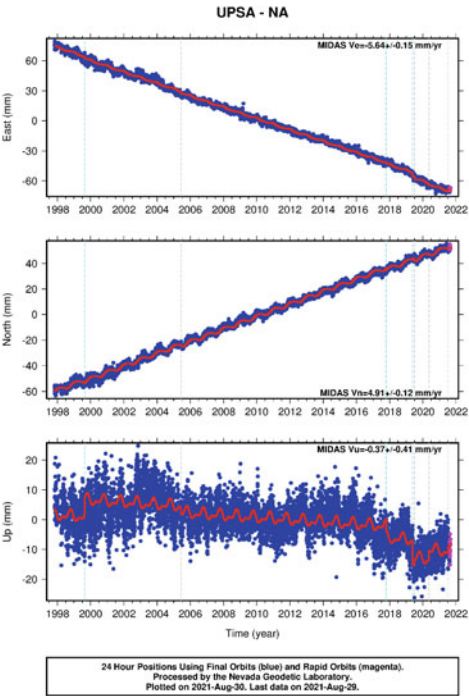 UPSA - NA
MIDAS Ve=-5.64+/-0.15 mm/yr
East (mm)
60
30
0
-30
-60
1998 2000 2002 2004 2006 2008 2010 2012 2014 2016 2018 2020 2022
North (mm)
40
20
0
-20
-40
-60
MIDAS Vn=4.91+/-0.12 mm/yr
1998 2000 2002 2004 2006 2008 2010 2012 2014 2016 2018 2020 2022
MIDAS Vu=-0.37+/-0.41 mm/yr
Up (mm)
20
10
0
-10
-20
1998 2000 2002 2004 2006 2008 2010 2012 2014 2016 2018 2020 2022
Time (year)
24 Hour Positions Using Final Orbits (blue) and Rapid Orbits (magenta).
Processed by the Nevada Geodetic Laboratory.
Plotted on 2021-Aug-30. Last data on 2021-Aug-29.